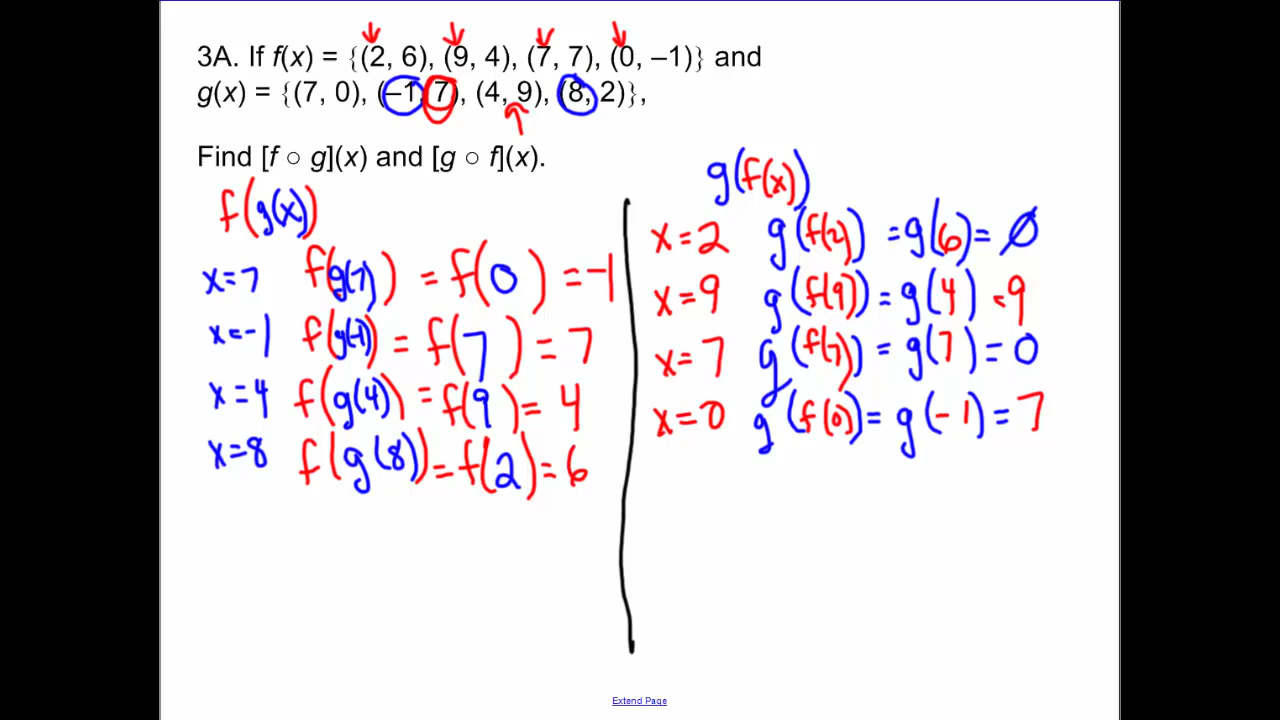 3A. If f(x) = {(2, 6), (9, 4), (7, 7), (0, –1)} and
g(x) = {(7, 0), (–1, 7), (4, 9), (8, 2)},
Find [f ○ g](x) and [g ○ f](x).
f(g(x))
x=7 f(g(7)) = f(0) = -1
x=-1 f(g(-1)) = f(7) = 7
x=4 f(g(4)) = f(9) = 4
x=8 f(g(8)) = f(2) = 6
g(f(x))
x=2 g(f(2)) = g(6) = ∅
x=9 g(f(9)) = g(4) = 9
x=7 g(f(7)) = g(7) = 0
x=0 g(f(0)) = g(-1) = 7
Extend Page